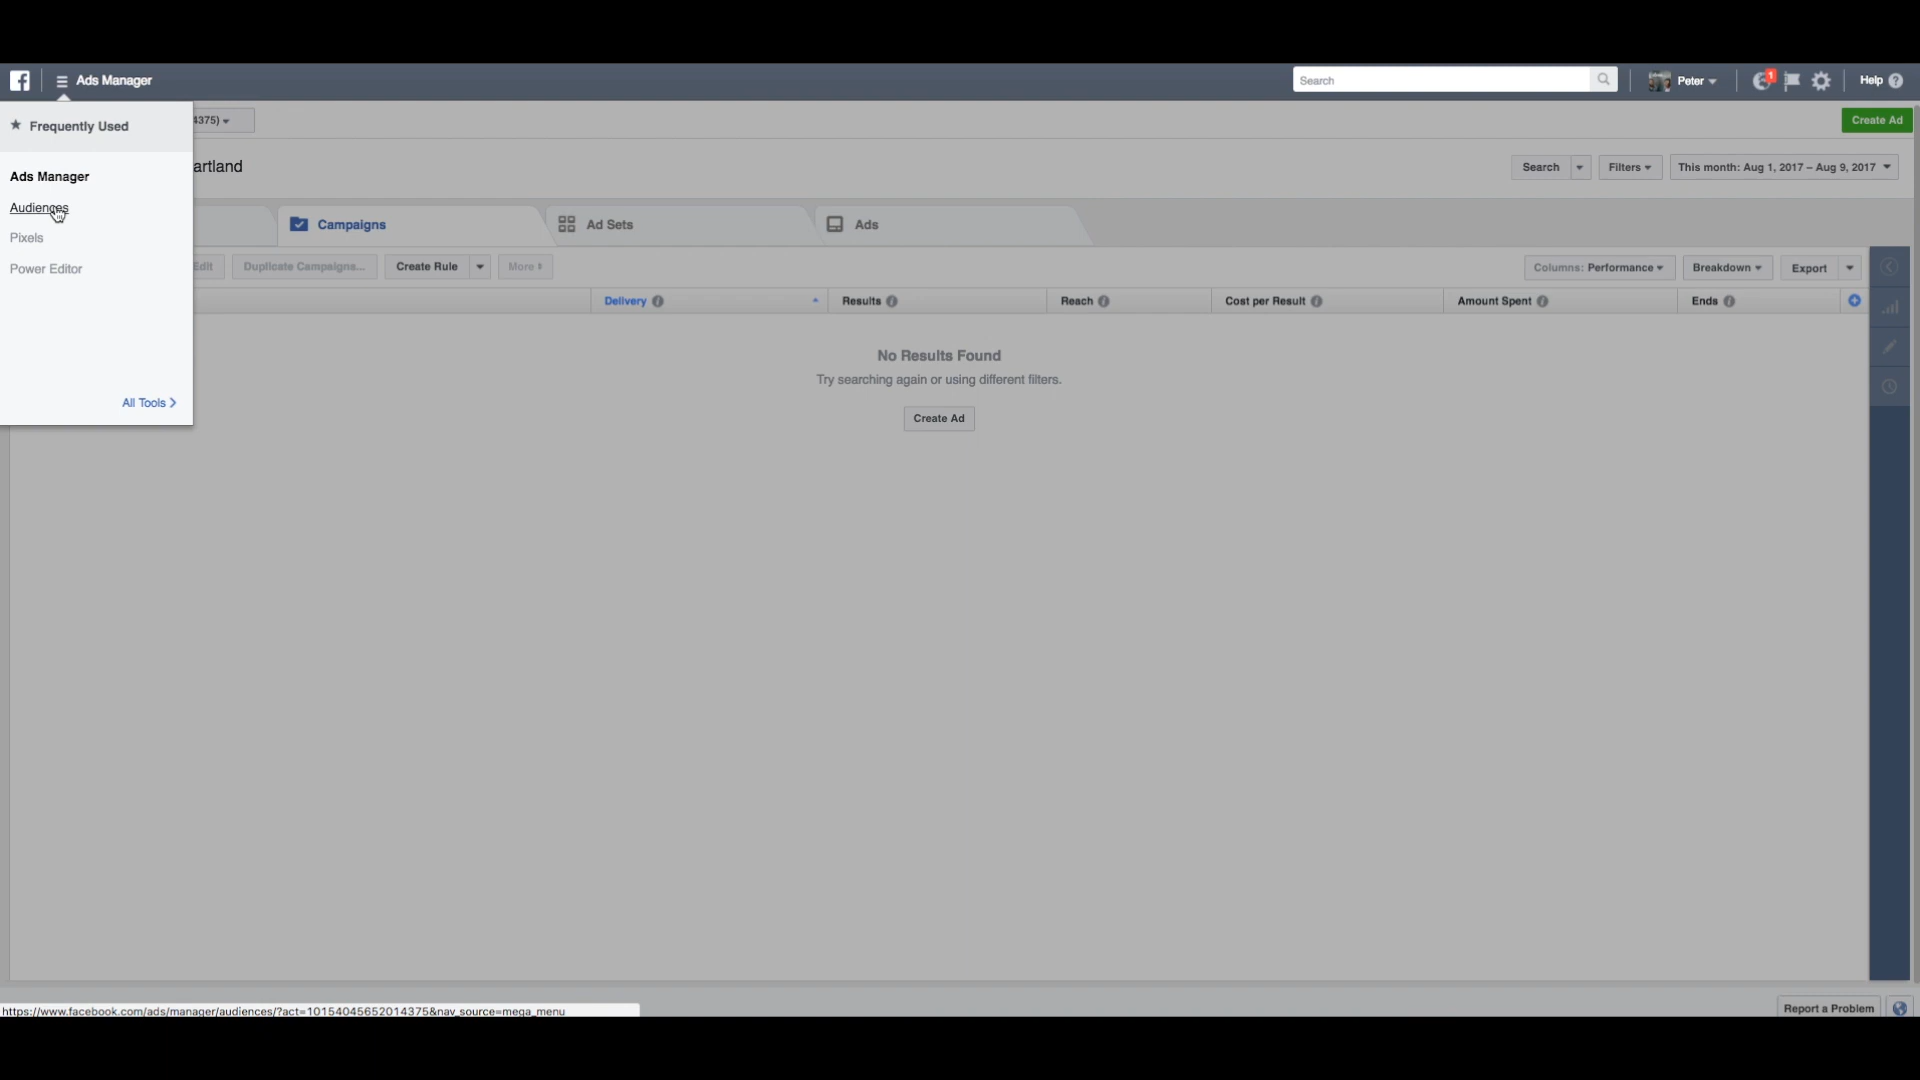 Ads Manager
Search
Peter
1
Help
Frequently Used
4375)
Create Ad
Ads Manager
artland
Search
Filters
This month: Aug 1, 2017 – Aug 9, 2017
Audiences
Campaigns
Ad Sets
Ads
Pixels
Power Editor
Edit
Duplicate Campaigns...
Create Rule
More
Columns: Performance
Breakdown
Export
Delivery
Results
Reach
Cost per Result
Amount Spent
Ends
No Results Found
Try searching again or using different filters.
All Tools
Create Ad
https://www.facebook.com/ads/manager/audiences/?act=10154045652014375&nav_source=mega_menu
Report a Problem